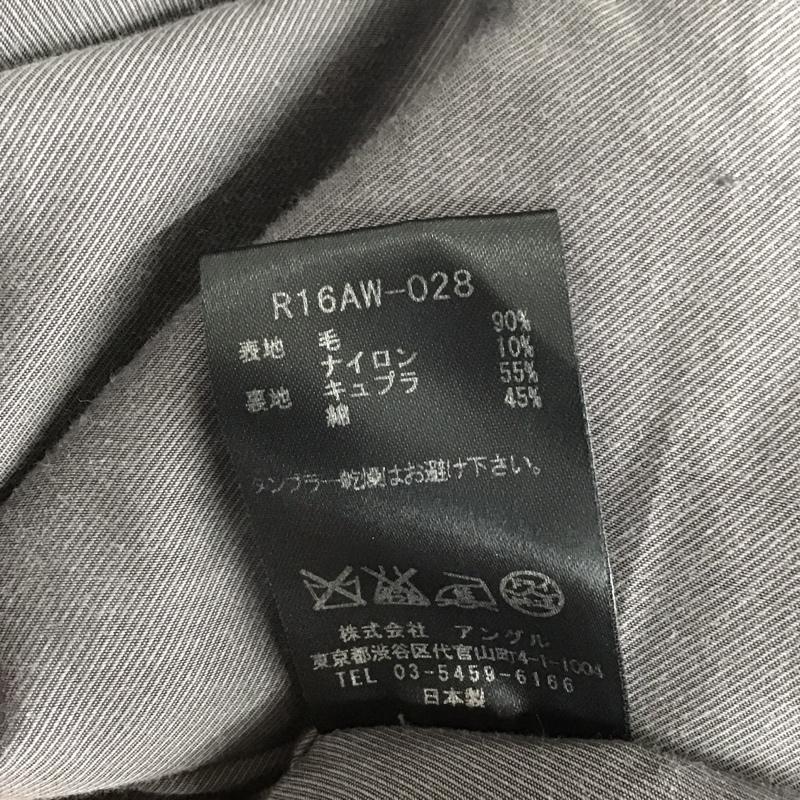 R16AW-028
表地 毛 90%
ナイロン 10%
裏地 キュプラ 55%
綿 45%
タンブラー乾燥はお避け下さい。
株式会社 アングル
東京都渋谷区代官山町4-1-1004
TEL 03-5459-6166
日本製